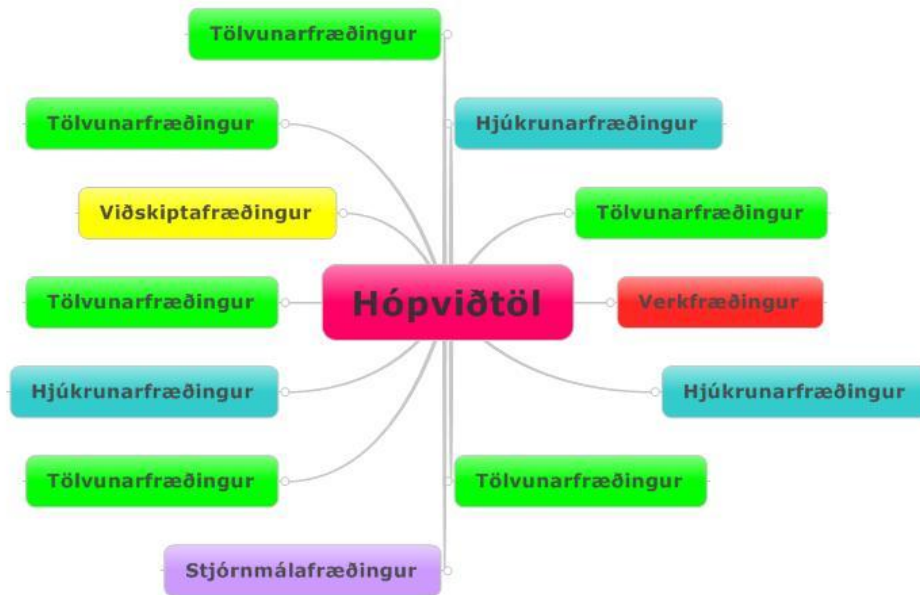 Tölvunarfræðingur
Tölvunarfræðingur
Hjúkrunarfræðingur
Viðskiptafræðingur
Tölvunarfræðingur
Tölvunarfræðingur
Hópviðtöl
Verkfræðingur
Hjúkrunarfræðingur
Hjúkrunarfræðingur
Tölvunarfræðingur
Tölvunarfræðingur
Stjórnmálafræðingur